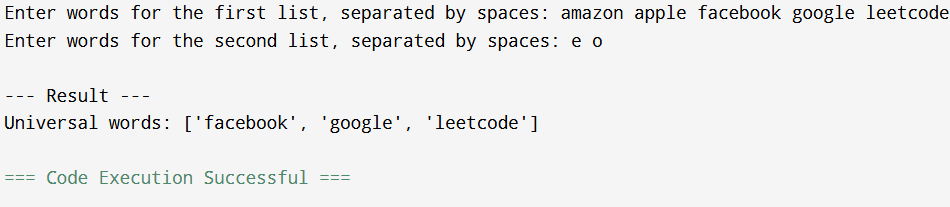 Enter words for the first list, separated by spaces: amazon apple facebook google leetcode
Enter words for the second list, separated by spaces: e o
--- Result ---
Universal words: ['facebook', 'google', 'leetcode']
=== Code Execution Successful ===